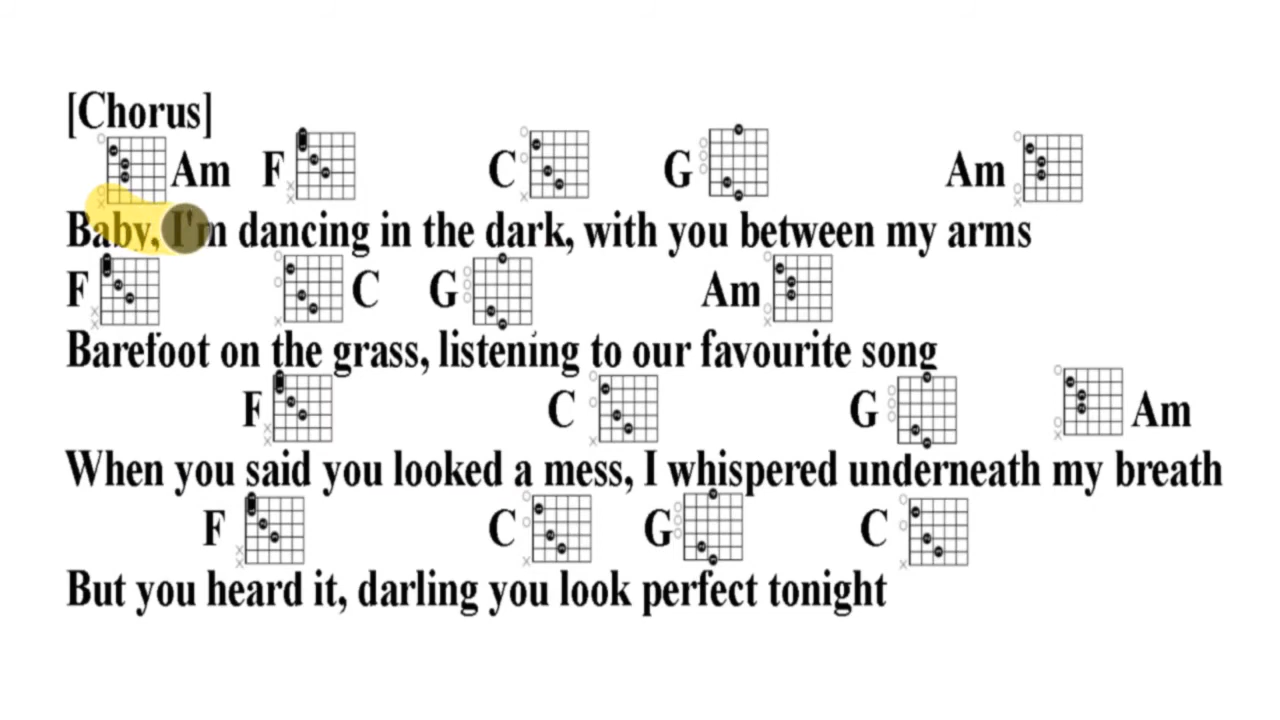 [Chorus]
Am F C G Am
Baby, I'm dancing in the dark, with you between my arms
F C G Am
Barefoot on the grass, listening to our favourite song
F C G Am
When you said you looked a mess, I whispered underneath my breath
F C G C
But you heard it, darling you look perfect tonight